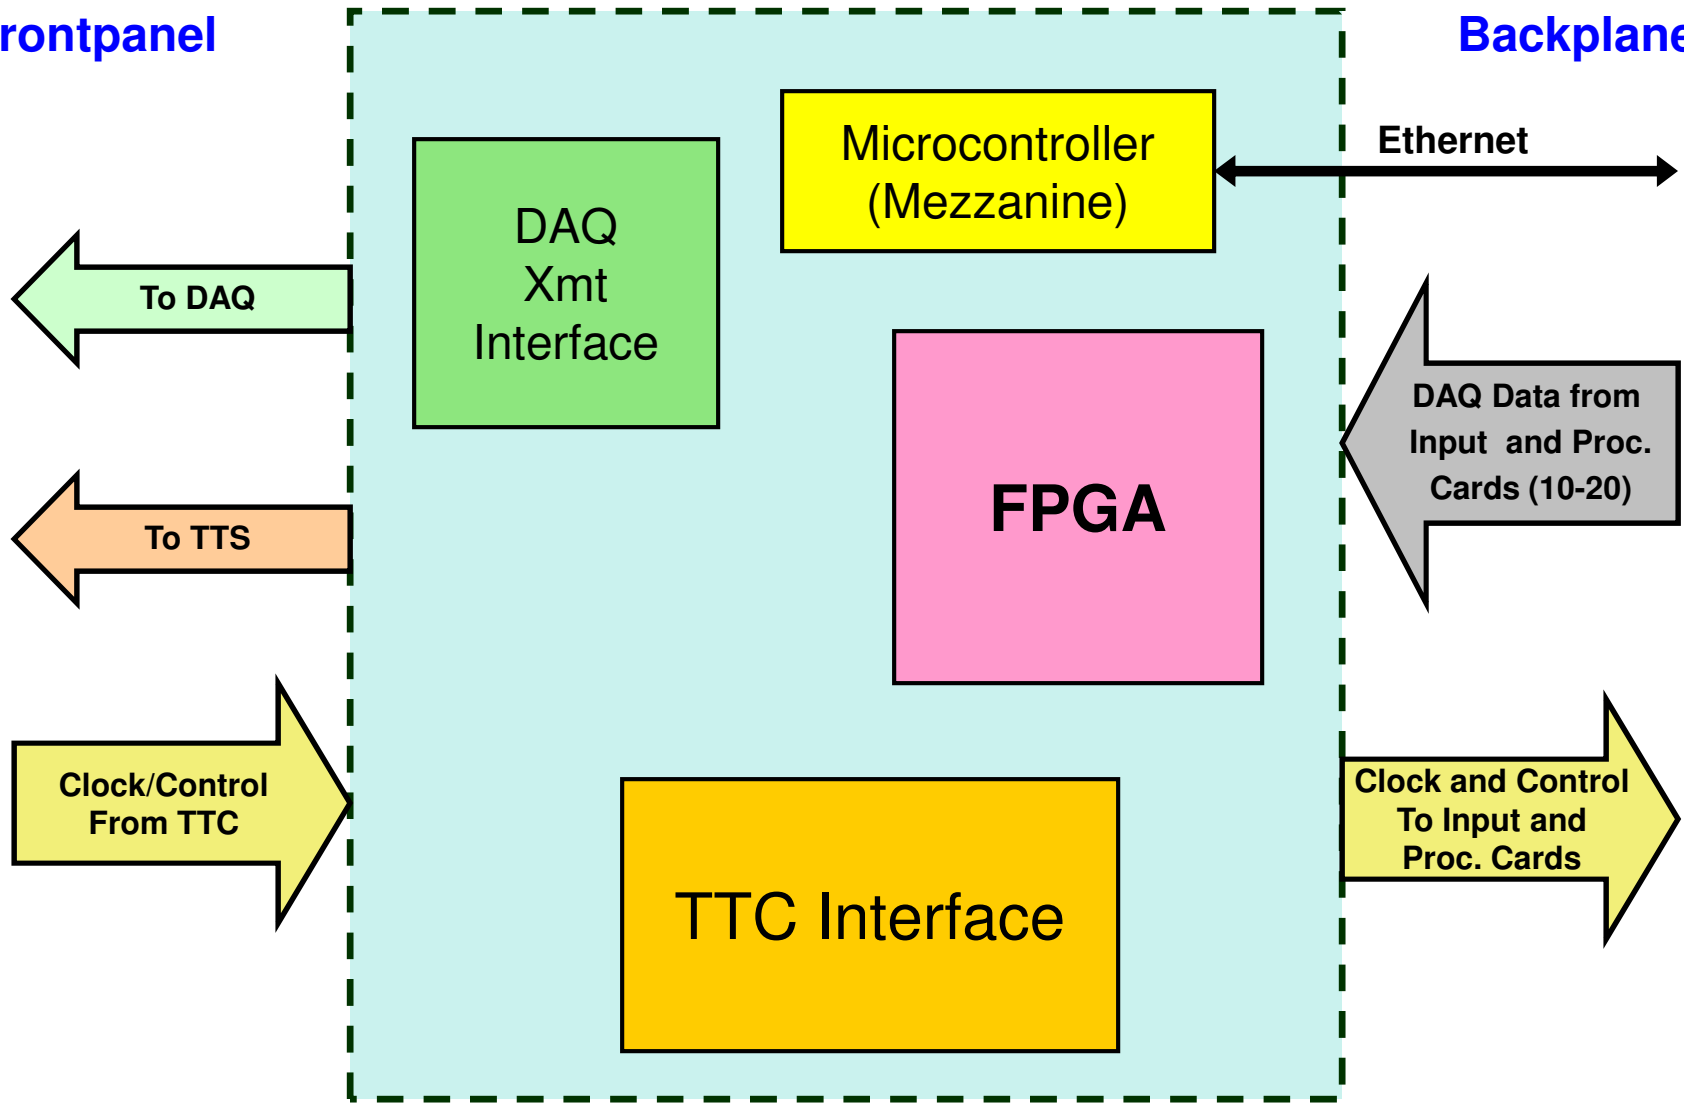 rontpanel
Backplane
Microcontroller
(Mezzanine)
Ethernet
DAQ
Xmt
Interface
To DAQ
DAQ Data from
Input and Proc.
Cards (10-20)
FPGA
To TTS
Clock/Control
From TTC
Clock and Control
To Input and
Proc. Cards
TTC Interface